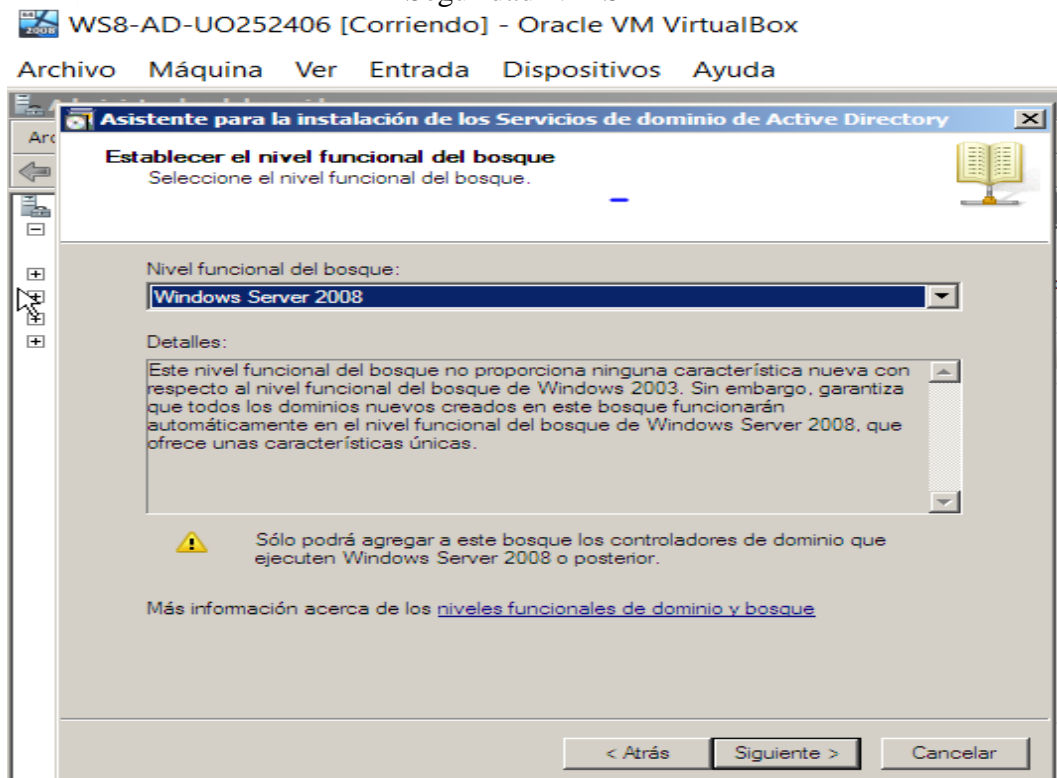 WS8-AD-UO252406 [Corriendo] - Oracle VM VirtualBox
Archivo Máquina Ver Entrada Dispositivos Ayuda
Asistente para la instalación de los Servicios de dominio de Active Directory
Establecer el nivel funcional del bosque
Seleccione el nivel funcional del bosque.
Nivel funcional del bosque:
Windows Server 2008
Detalles:
Este nivel funcional del bosque no proporciona ninguna característica nueva con
respecto al nivel funcional del bosque de Windows 2003. Sin embargo, garantiza
que todos los dominios nuevos creados en este bosque funcionarán
automáticamente en el nivel funcional del bosque de Windows Server 2008, que
ofrece unas características únicas.
Sólo podrá agregar a este bosque los controladores de dominio que
ejecuten Windows Server 2008 o posterior.
Más información acerca de los niveles funcionales de dominio y bosque
< Atrás Siguiente > Cancelar